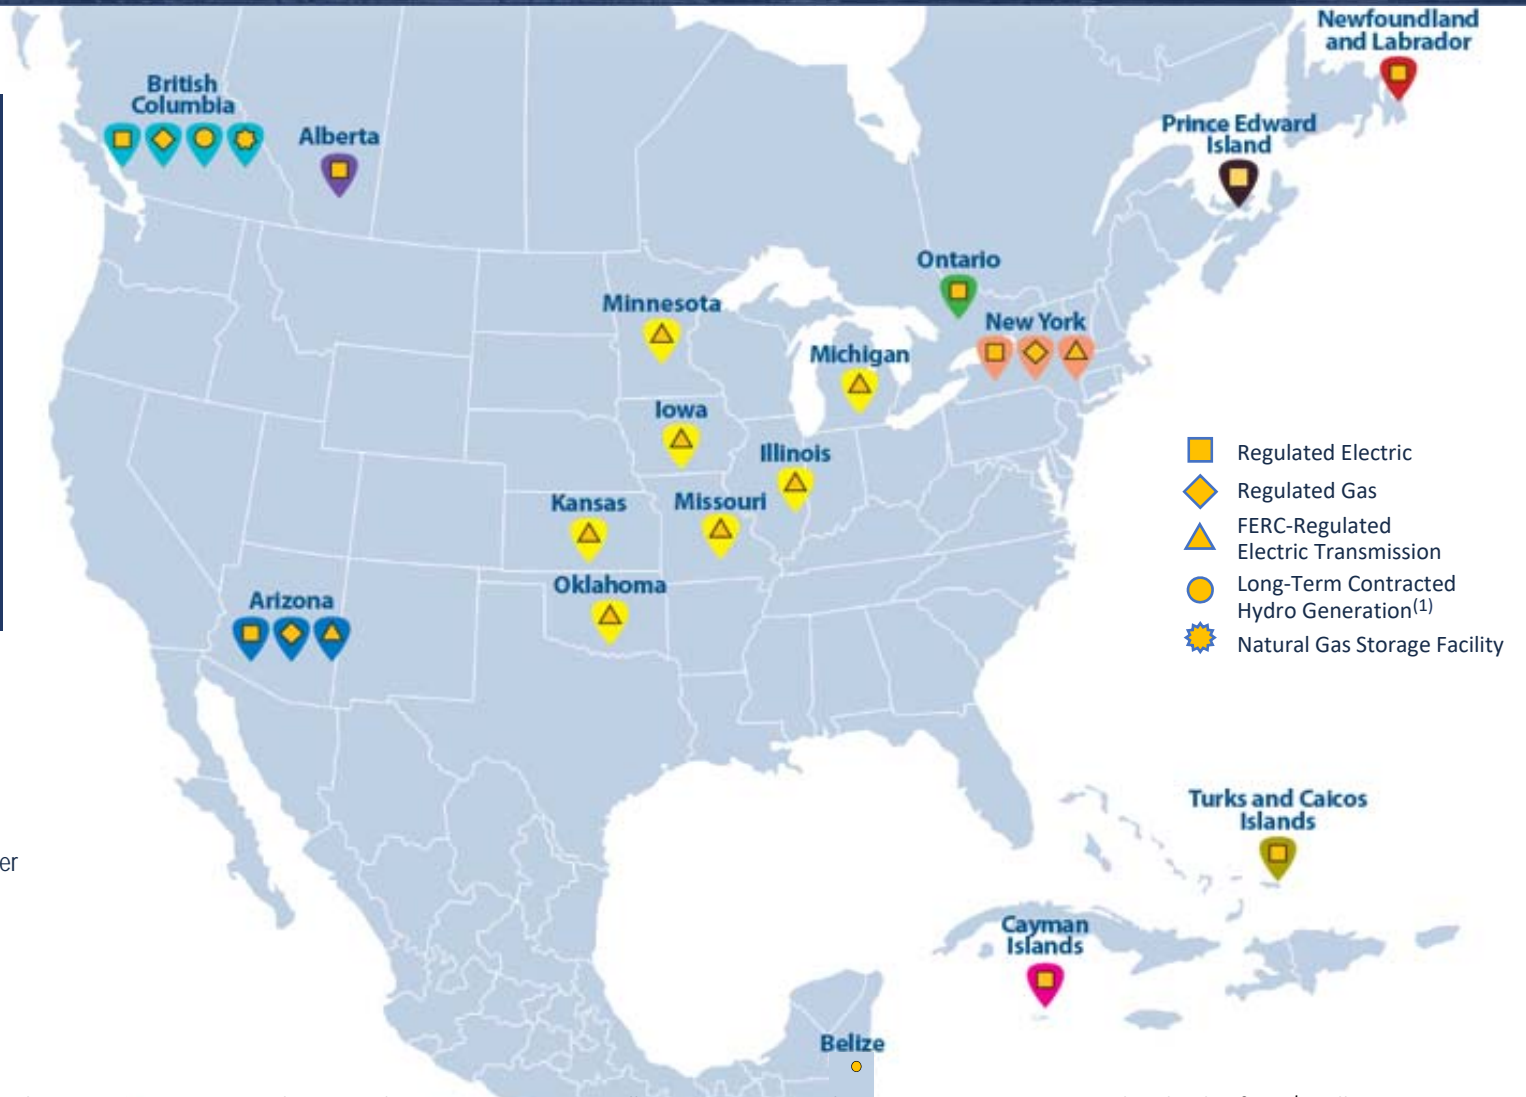 Newfoundland
and Labrador
British
Columbia
Alberta
Prince Edward
Island
Ontario
Minnesota
New York
Michigan
Iowa
Illinois
Kansas
Missouri
Oklahoma
Arizona
Regulated Electric
Regulated Gas
FERC-Regulated
Electric Transmission
Long-Term Contracted
Hydro Generation(1)
Natural Gas Storage Facility
Turks and Caicos
Islands
er
Cayman
Islands
Belize